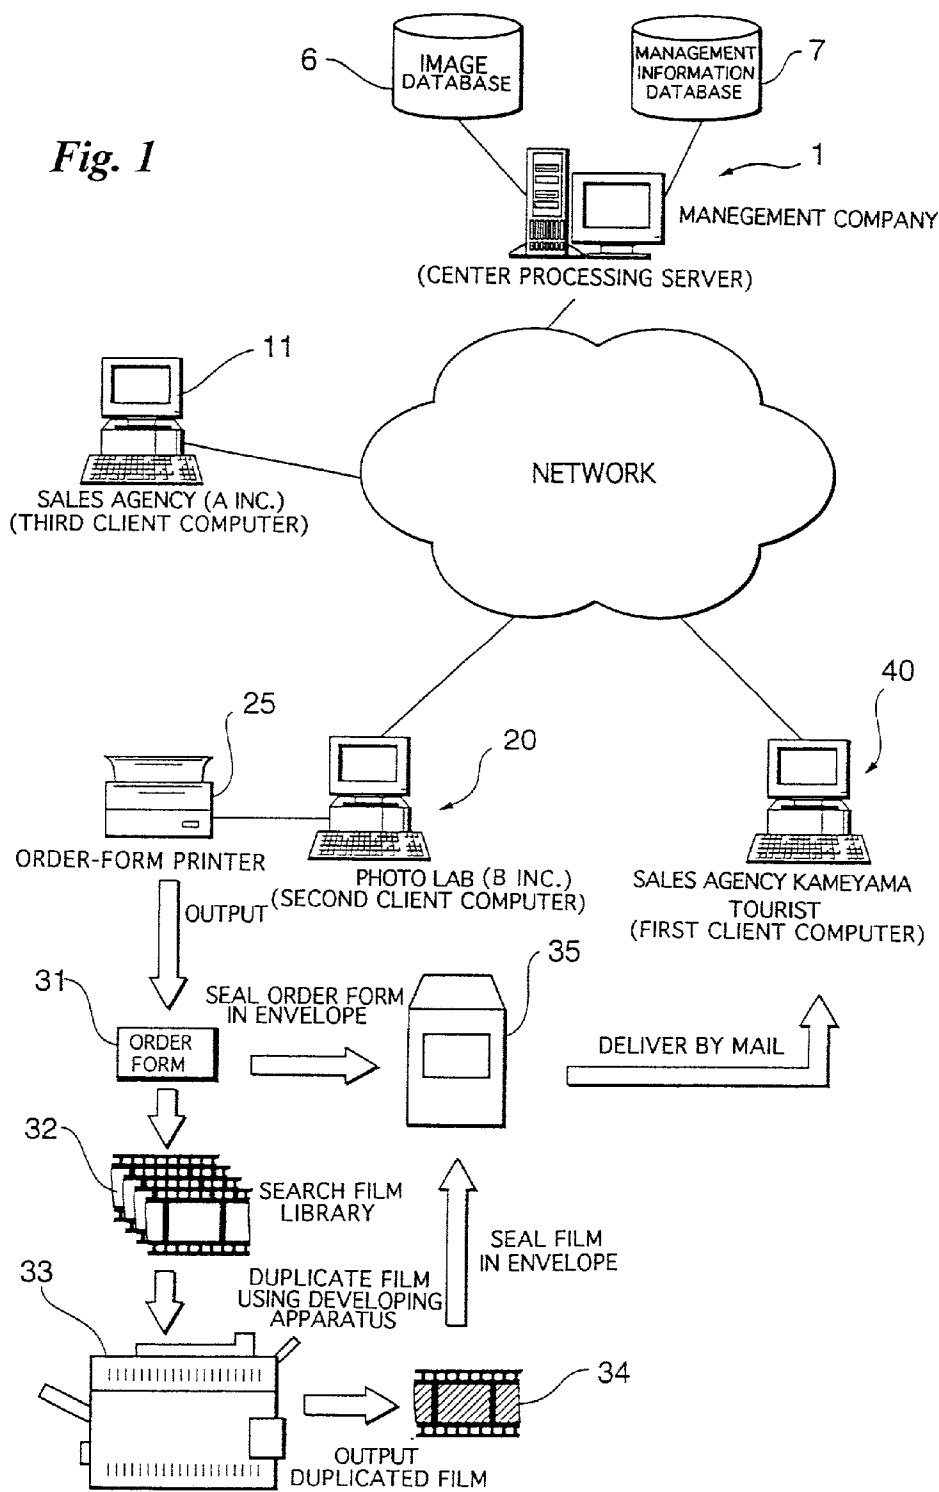 Fig. 1
6
IMAGE
DATABASE
MANAGEMENT
INFORMATION
DATABASE
7
1
MANEGEMENT COMPANY
(CENTER PROCESSING SERVER)
11
SALES AGENCY (A INC.)
(THIRD CLIENT COMPUTER)
NETWORK
25
ORDER-FORM PRINTER
20
PHOTO LAB (B INC.)
(SECOND CLIENT COMPUTER)
40
SALES AGENCY KAMEYAMA
TOURIST
(FIRST CLIENT COMPUTER)
OUTPUT
31
ORDER
FORM
SEAL ORDER FORM
IN ENVELOPE
35
DELIVER BY MAIL
32
SEARCH FILM
LIBRARY
SEAL FILM
IN ENVELOPE
33
DUPLICATE FILM
USING DEVELOPING
APPARATUS
34
OUTPUT
DUPLICATED FILM